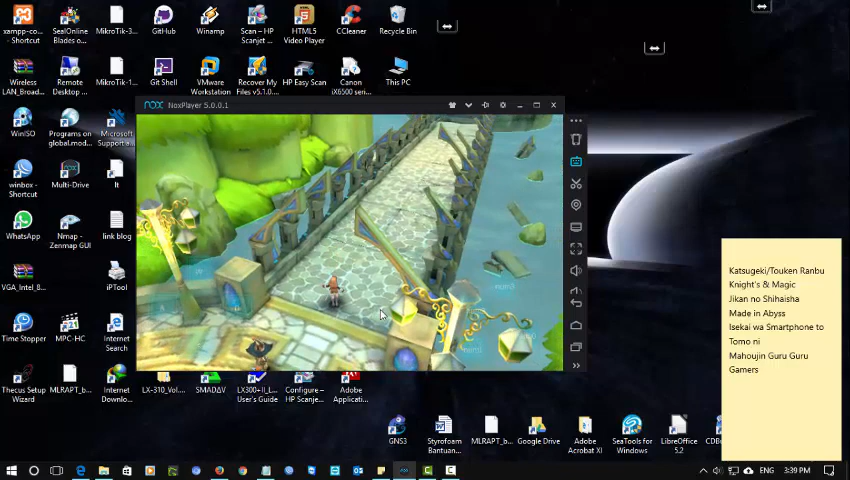 xampp-co...
- Shortcut
SealOnline
Blades o...
MikroTik-3...
GitHub
Winamp
Scan – HP
Scanjet ...
HTML5
Video Player
CCleaner
Recycle Bin
Wireless
LAN_Broad...
Remote
Desktop ...
MikroTik-1...
Git Shell
VMware
Workstation
Recover My
Files v5.1.0...
HP Easy Scan
Canon
iX6500 seri...
This PC
nox NoxPlayer 5.0.0.1
WinISO
Programs on
global.mod...
Microsoft
Support a...
winbox -
Shortcut
Multi-Drive
It
WhatsApp
Nmap -
Zenmap GUI
link blog
VGA_Intel_8...
iPTool
Time Stopper
MPC-HC
Internet
Search
Thecus Setup
Wizard
MLRAPT_b...
Internet
Downlo...
LX-310_Vol...
SMADΔV
LX300+II_L...
User's Guide
Configure –
HP Scanje...
Adobe
Applicati...
GNS3
Styrofoam
Bantuan...
MLRAPT_b...
Google Drive
Adobe
Acrobat XI
SeaTools for
Windows
LibreOffice
5.2
CDBu
Katsugeki/Touken Ranbu
Knight's & Magic
Jikan no Shihaisha
Made in Abyss
Isekai wa Smartphone to
Tomo ni
Mahoujin Guru Guru
Gamers
ENG
3:39 PM